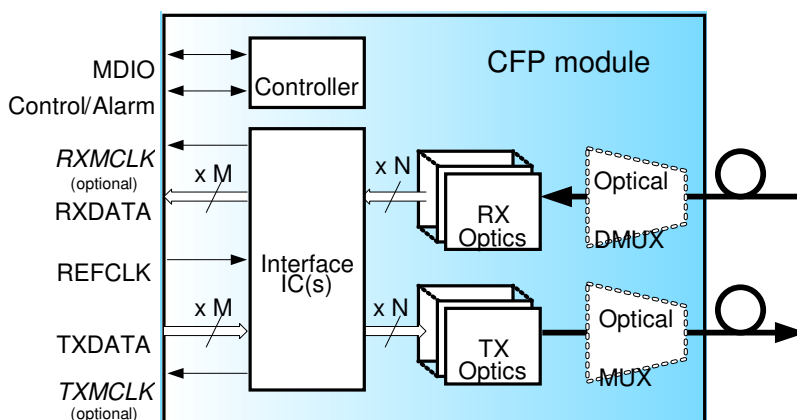 CFP module
MDIO
Control/Alarm
Controller
RXMCLK
(optional)
RXDATA
x M
x N
RX
Optics
Optical
DMUX
REFCLK
Interface
IC(s)
x M
x N
TXDATA
TX
Optics
Optical
MUX
TXMCLK
(optional)